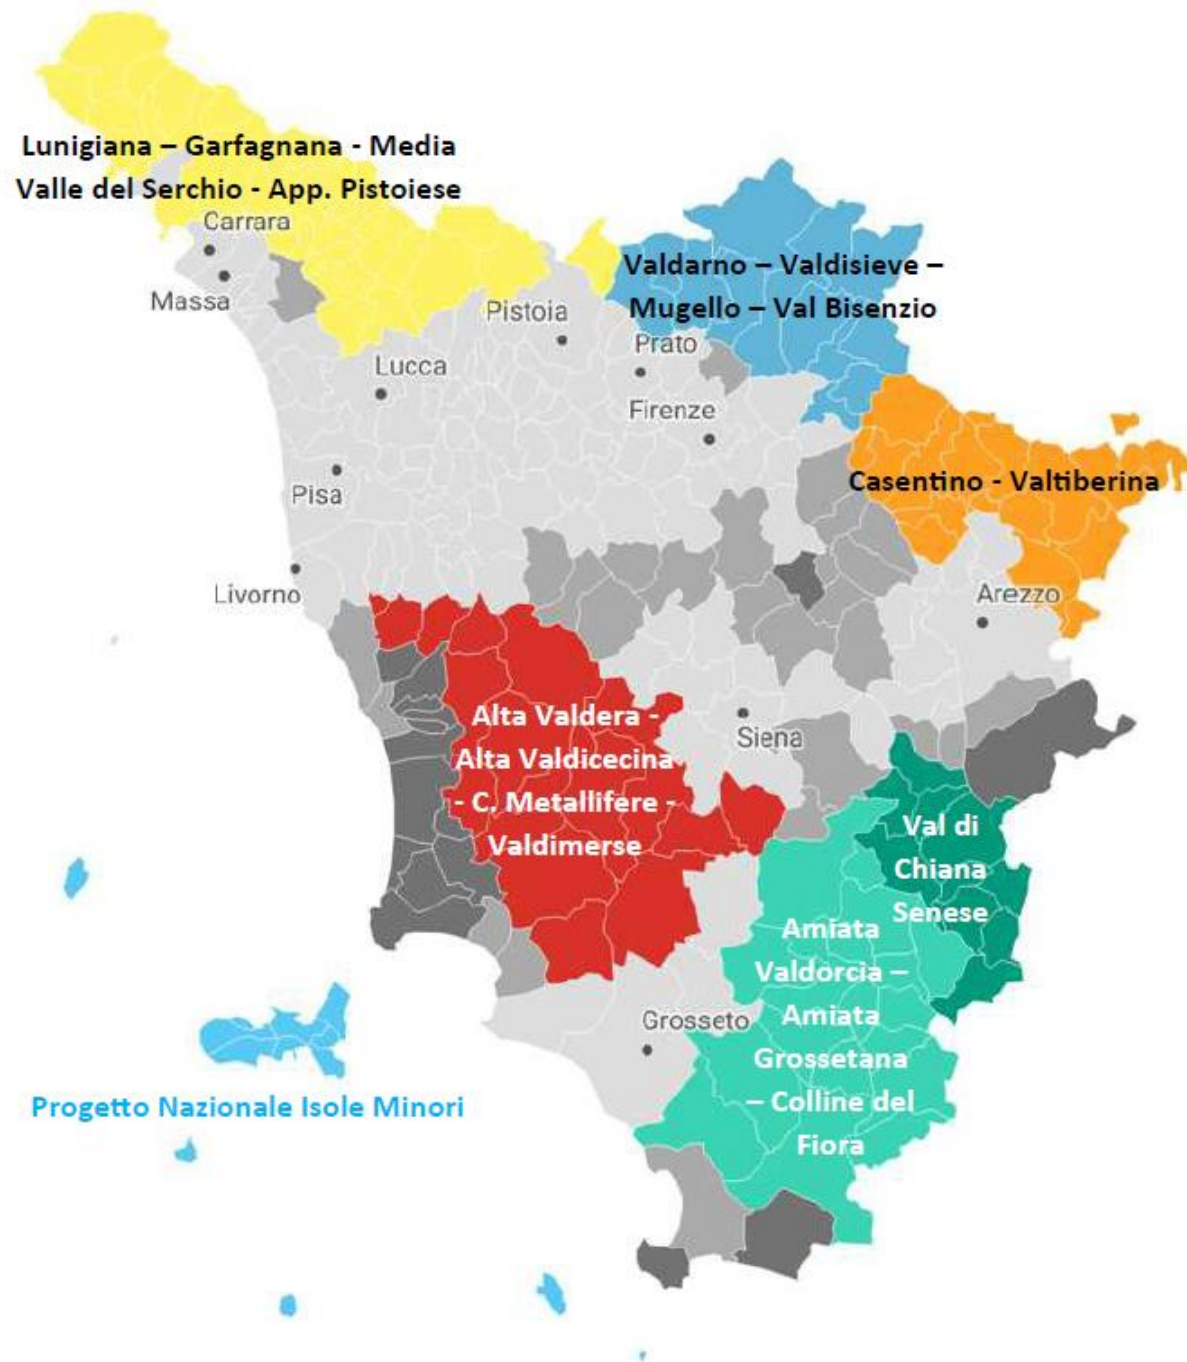 Lunigiana – Garfagnana - Media
Valle del Serchio - App. Pistoiese
Carrara
Massa
Valdarno – Valdisieve –
Mugello – Val Bisenzio
Pistoia
Prato
Lucca
Firenze
Pisa
Casentino - Valtiberina
Livorno
Arezzo
Alta Valdera -
Alta Valdicecina
- C. Metallifere -
Valdimerse
Siena
Val di
Chiana
Senese
Amiata
Valdorcia –
Amiata
Grossetana
– Colline del
Fiora
Grosseto
Progetto Nazionale Isole Minori